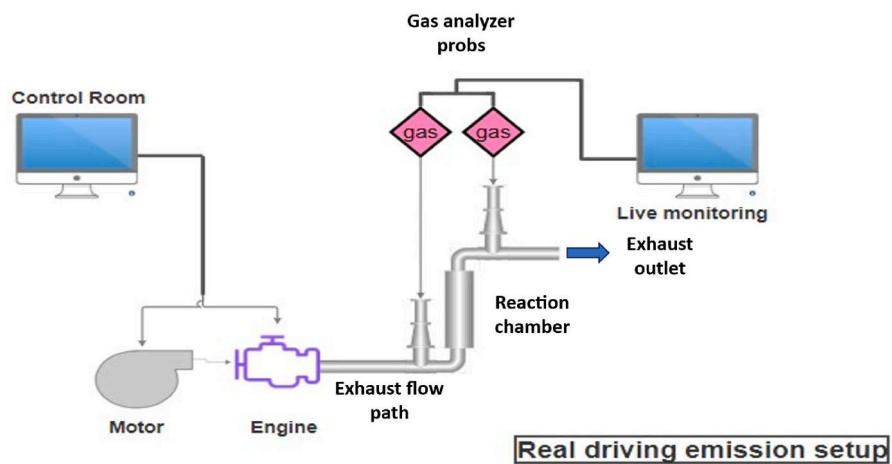 Gas analyzer
probs
Control Room
gas
gas
Live monitoring
Exhaust
outlet
Reaction
chamber
Exhaust flow
path
Motor
Engine
Real driving emission setup